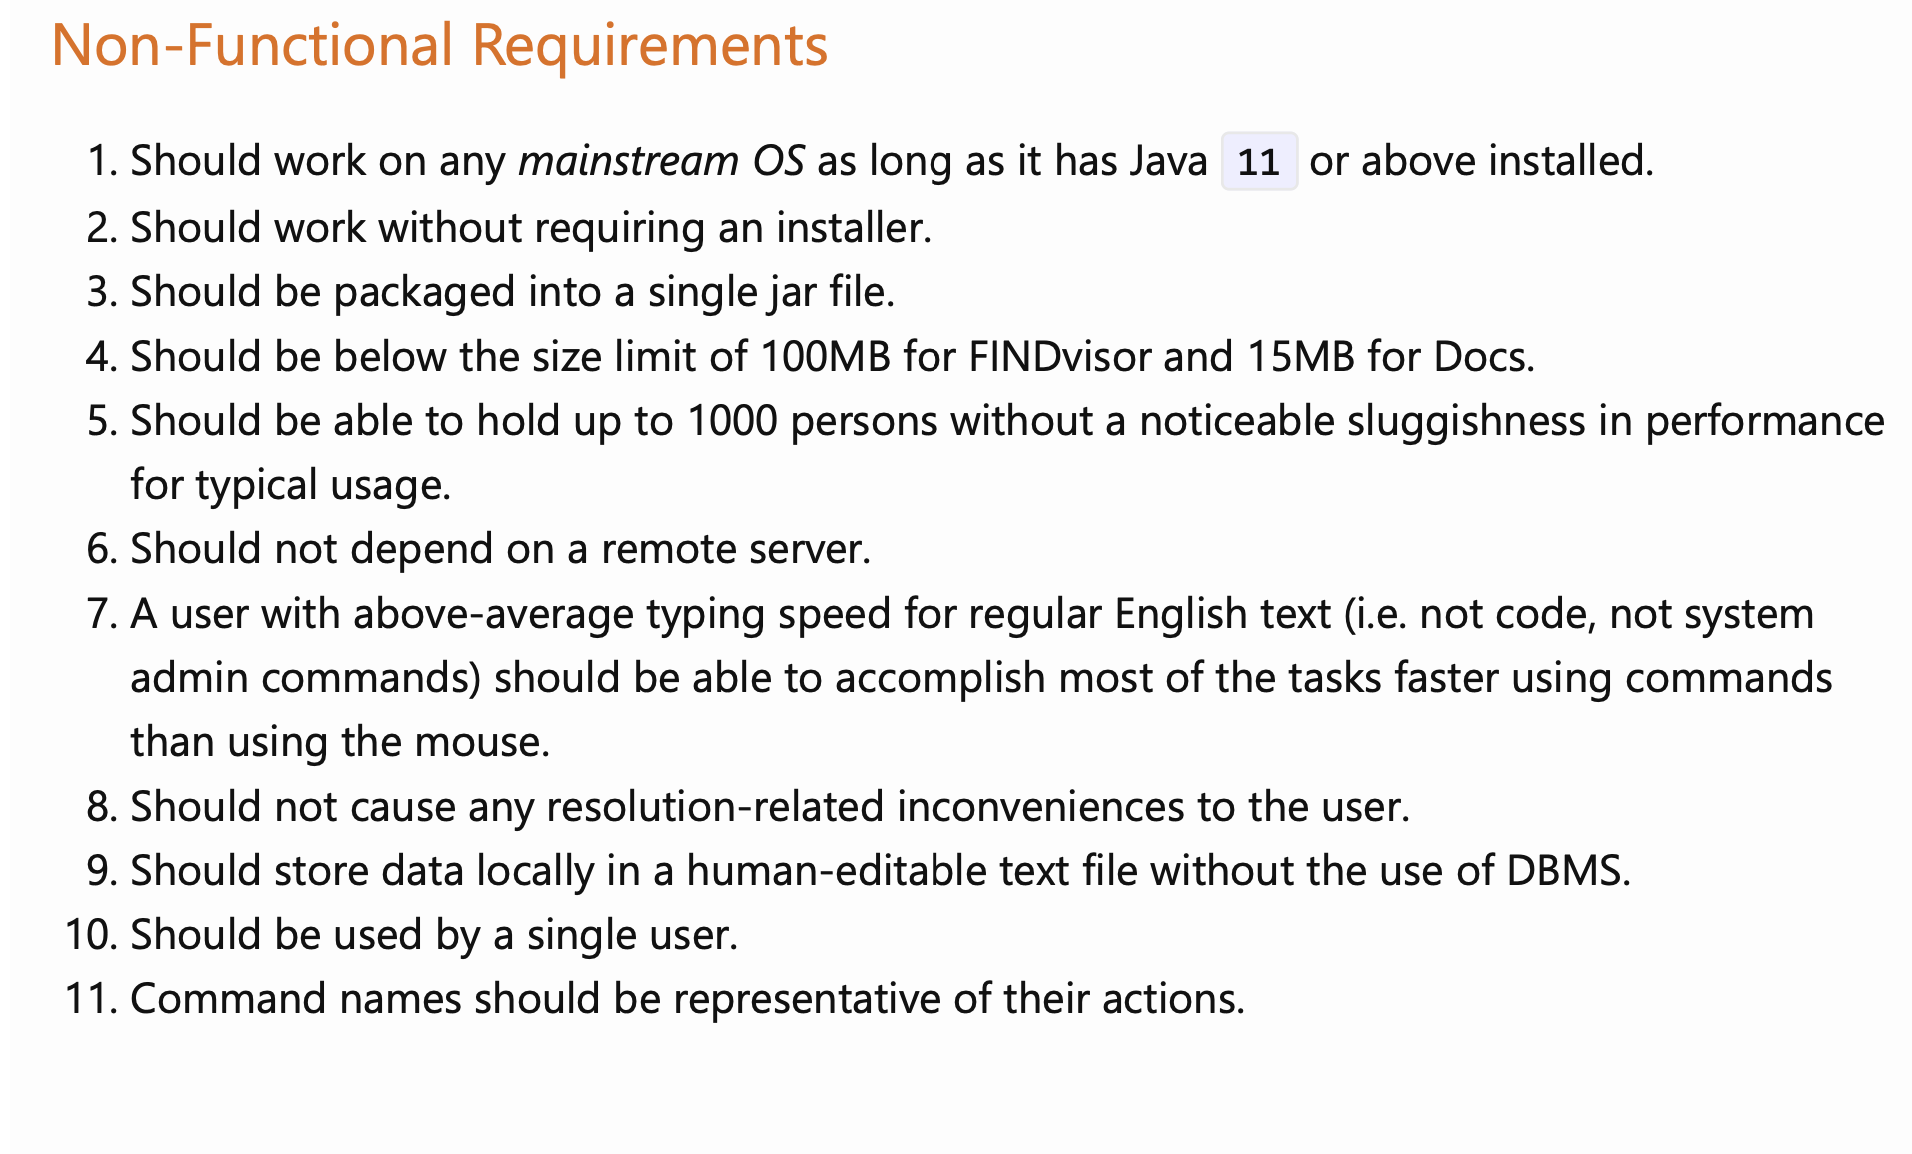 Non-Functional Requirements
1. Should work on any mainstream OS as long as it has Java 11 or above installed.
2. Should work without requiring an installer.
3. Should be packaged into a single jar file.
4. Should be below the size limit of 100MB for FINDvisor and 15MB for Docs.
5. Should be able to hold up to 1000 persons without a noticeable sluggishness in performance
for typical usage.
6. Should not depend on a remote server.
7. A user with above-average typing speed for regular English text (i.e. not code, not system
admin commands) should be able to accomplish most of the tasks faster using commands
than using the mouse.
8. Should not cause any resolution-related inconveniences to the user.
9. Should store data locally in a human-editable text file without the use of DBMS.
10. Should be used by a single user.
11. Command names should be representative of their actions.